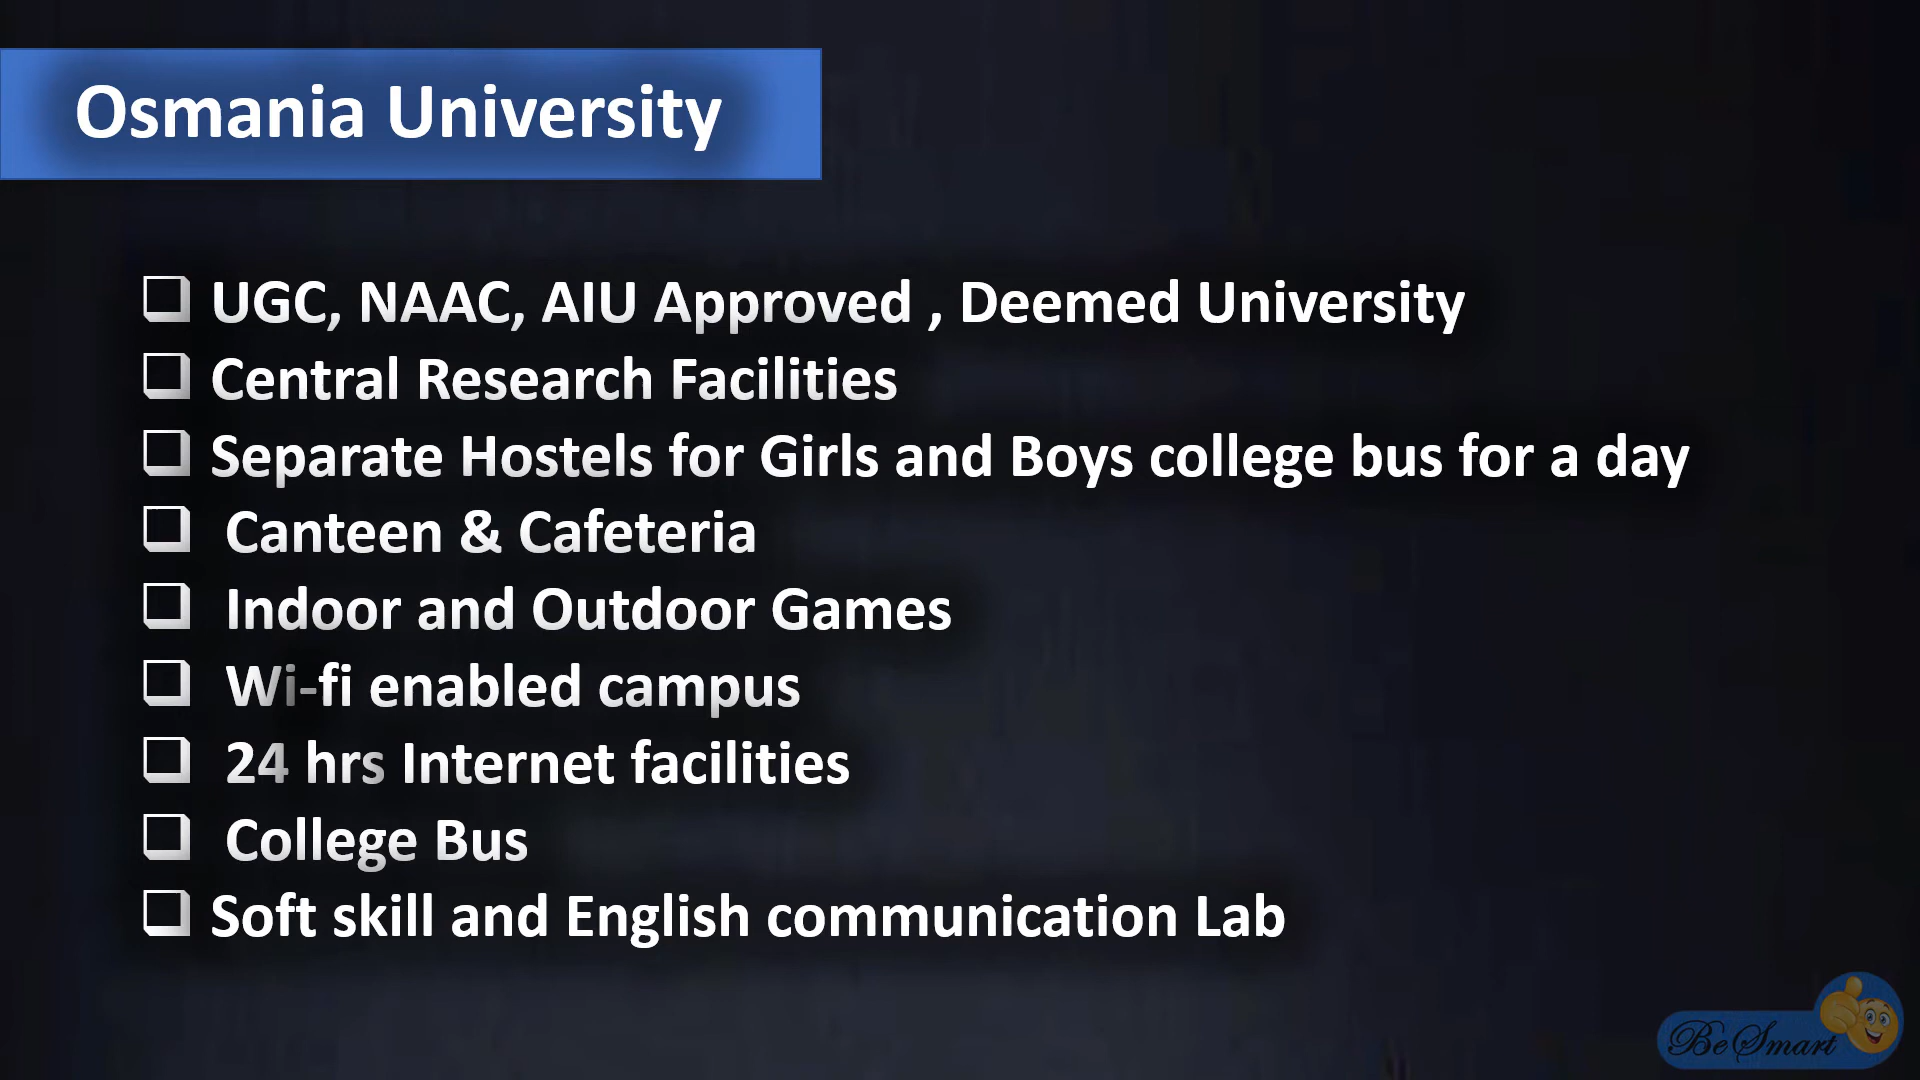 Osmania University
UGC, NAAC, AIU Approved , Deemed University
Central Research Facilities
Separate Hostels for Girls and Boys college bus for a day
Canteen & Cafeteria
Indoor and Outdoor Games
Wi-fi enabled campus
24 hrs Internet facilities
College Bus
Soft skill and English communication Lab
Be Smart